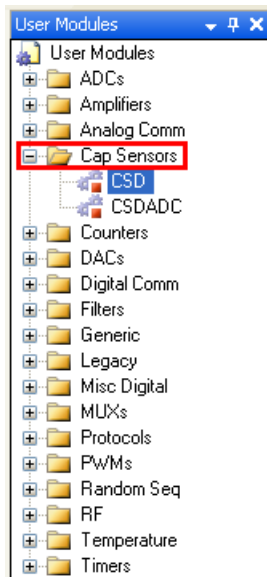 User Modules
User Modules
ADCs
Amplifiers
Analog Comm
Cap Sensors
CSD
CSDADC
Counters
DACs
Digital Comm
Filters
Generic
Legacy
Misc Digital
MUXs
Protocols
PWMs
Random Seq
RF
Temperature
Timers